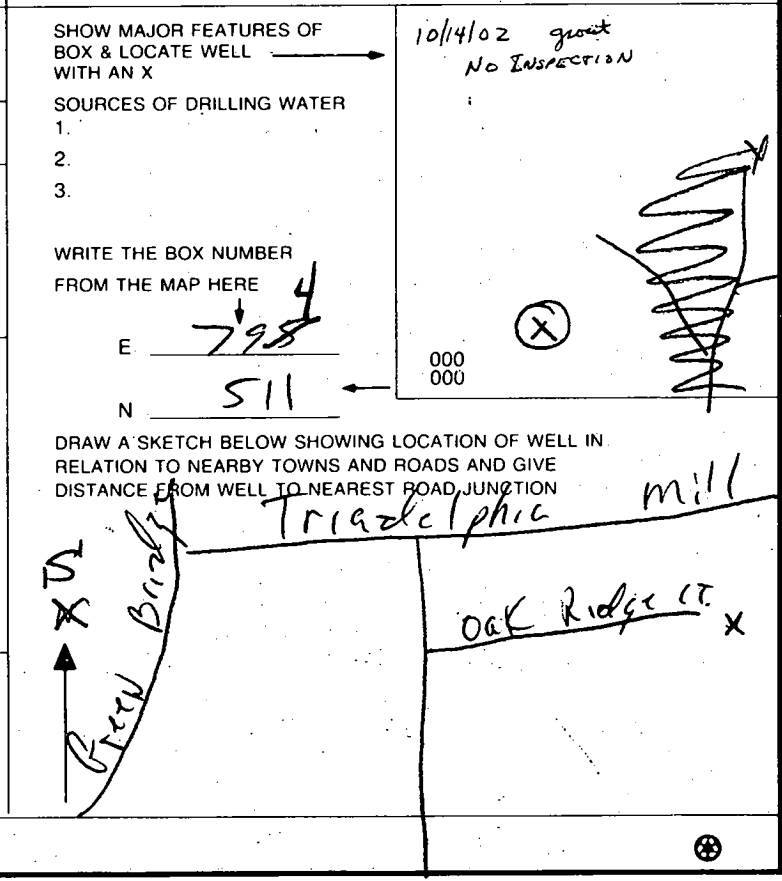 SHOW MAJOR FEATURES OF
BOX & LOCATE WELL
WITH AN X
SOURCES OF DRILLING WATER
1.
2.
3.
WRITE THE BOX NUMBER
FROM THE MAP HERE
4
E 798
N 511
10/14/02 grout
NO INSPECTION
X
X
000
000
DRAW A SKETCH BELOW SHOWING LOCATION OF WELL IN
RELATION TO NEARBY TOWNS AND ROADS AND GIVE
DISTANCE FROM WELL TO NEAREST ROAD JUNCTION
Triadelphia mill
Green Bridge
Oak Ridge CT. X